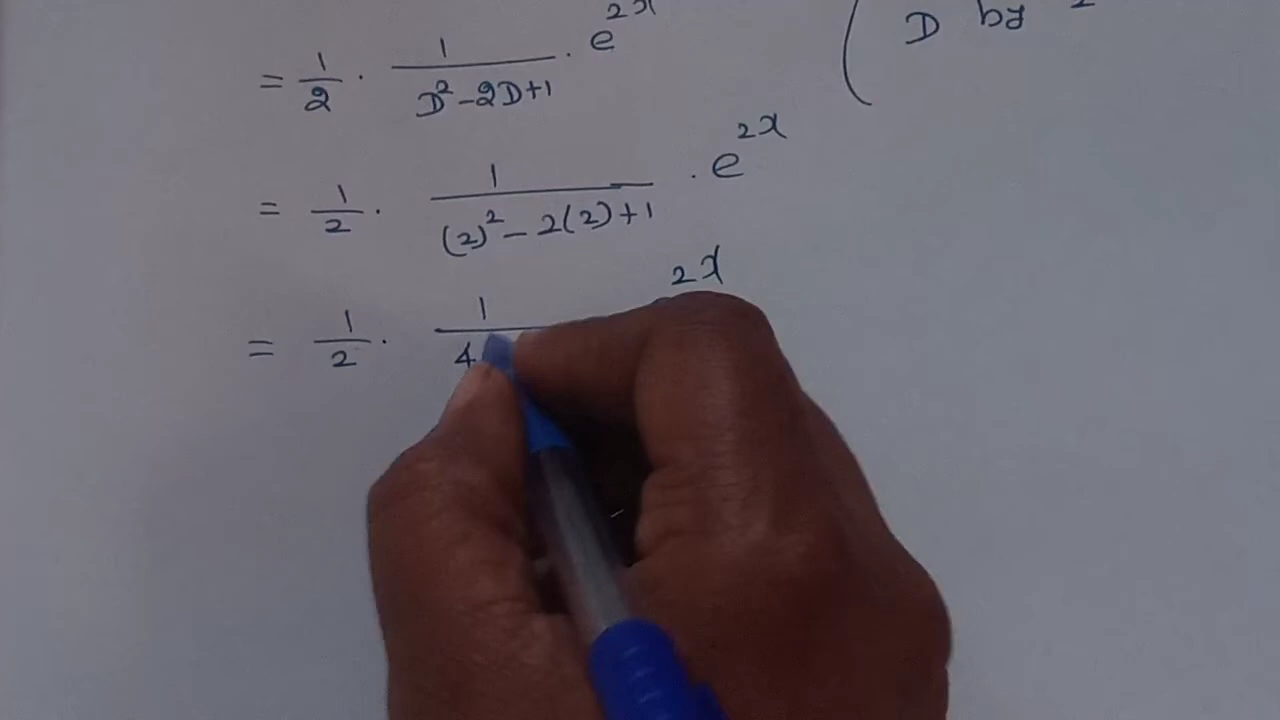 = 1/2 · 1/(D² - 2D + 1) · e^(2x) ( D by 2
= 1/2 · 1/((2)² - 2(2) + 1) · e^(2x)
= 1/2 · 1/4 2x